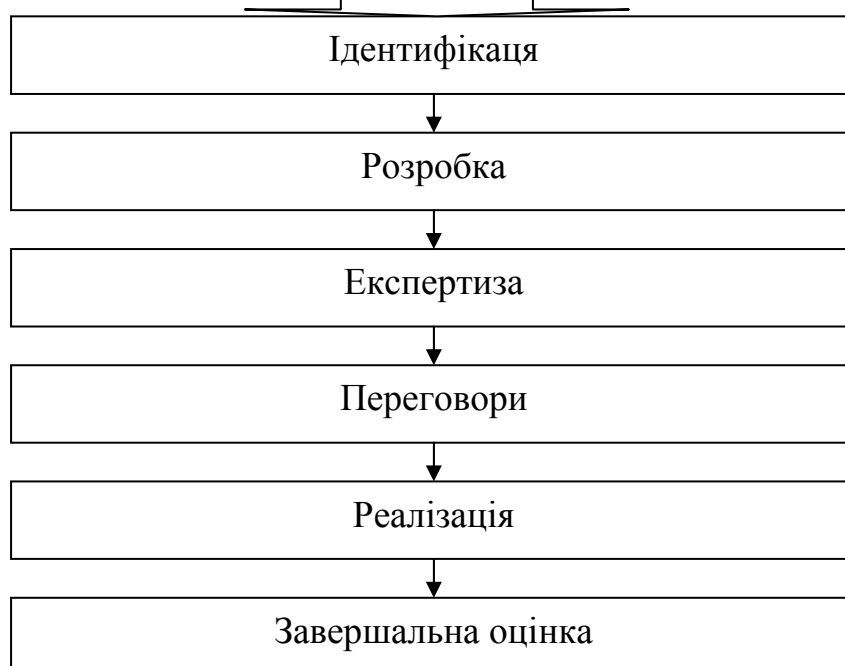 Ідентифікаця
Розробка
Експертиза
Переговори
Реалізація
Завершальна оцінка